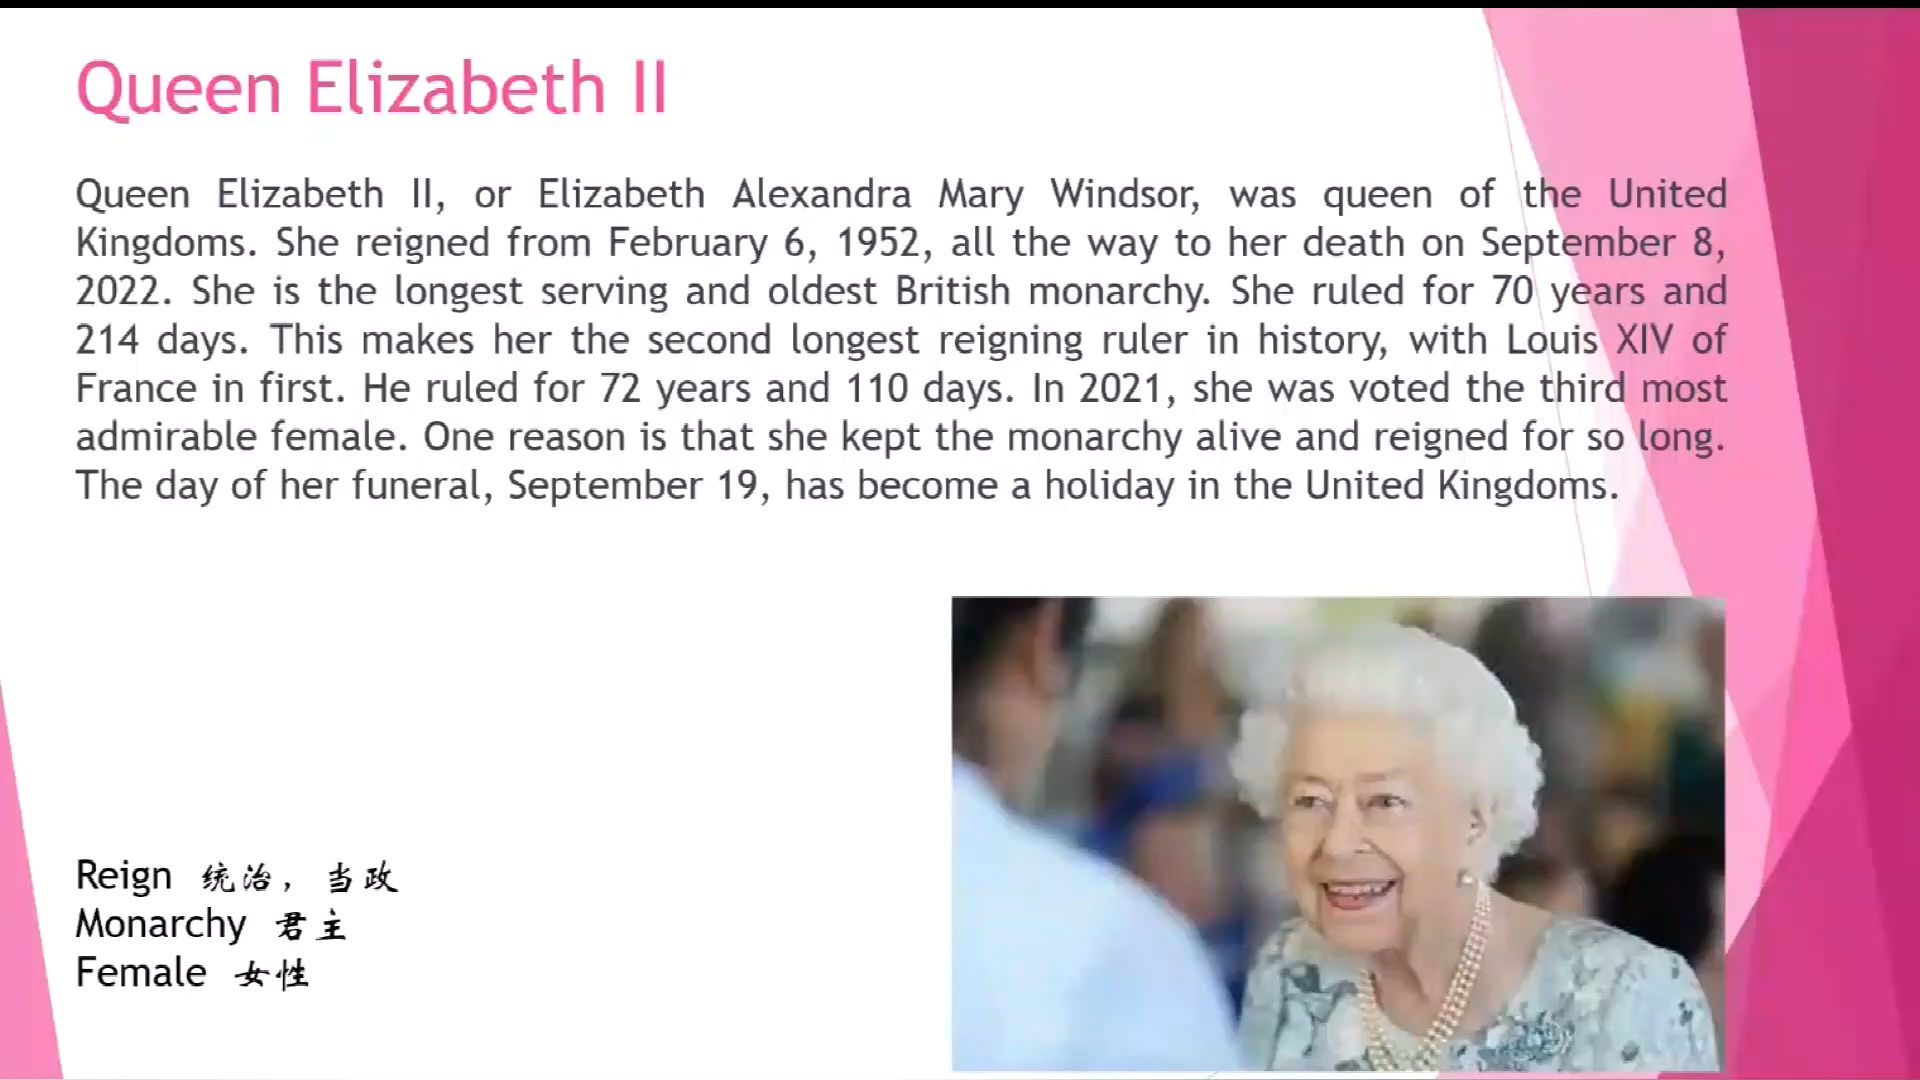 Queen Elizabeth II
Queen Elizabeth II, or Elizabeth Alexandra Mary Windsor, was queen of the United
Kingdoms. She reigned from February 6, 1952, all the way to her death on September 8,
2022. She is the longest serving and oldest British monarchy. She ruled for 70 years and
214 days. This makes her the second longest reigning ruler in history, with Louis XIV of
France in first. He ruled for 72 years and 110 days. In 2021, she was voted the third most
admirable female. One reason is that she kept the monarchy alive and reigned for so long.
The day of her funeral, September 19, has become a holiday in the United Kingdoms.
Reign 统治，当政
Monarchy 君主
Female 女性